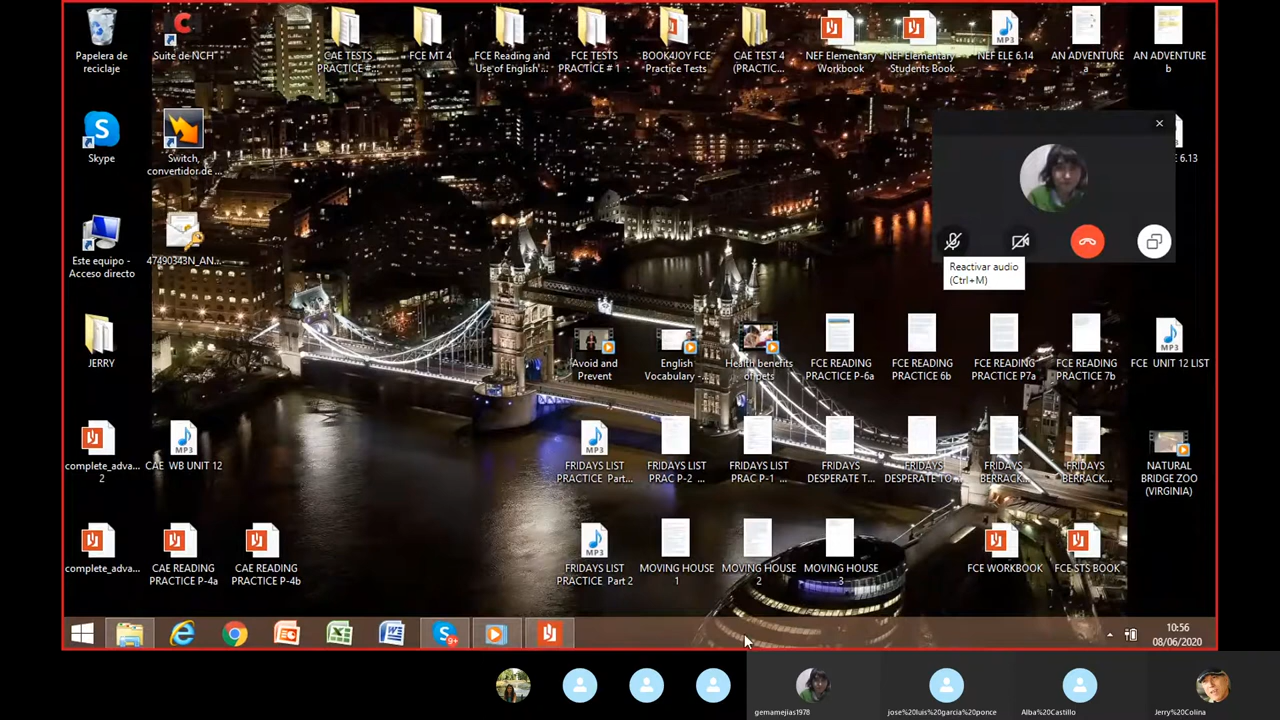 Papelera de
reciclaje
Suite de NCH
CAE TESTS
PRACTICE #...
FCE MT 4
FCE Reading and
Use of English ...
FCE TESTS
PRACTICE # 1
BOOK4JOY FCE
Practice Tests
CAE TEST 4
(PRACTIC...
NEF Elementary
Workbook
NEF Elementary
Students Book
MP3
NEF ELE 6.14
AN ADVENTURE
a
AN ADVENTURE
b
Skype
Switch,
convertidor de ...
E 6.13
Este equipo -
Acceso directo
47490343N_AN...
Reactivar audio
(Ctrl+M)
JERRY
Avoid and
Prevent
English
Vocabulary -...
Health benefits
of pets
FCE READING
PRACTICE P-6a
FCE READING
PRACTICE 6b
FCE READING
PRACTICE P7a
FCE READING
PRACTICE 7b
MP3
FCE UNIT 12 LIST
complete_adva...
2
MP3
CAE WB UNIT 12
MP3
FRIDAYS LIST
PRACTICE Part...
FRIDAYS LIST
PRAC P-2 ...
FRIDAYS LIST
PRAC P-1 ...
FRIDAYS
DESPERATE T...
FRIDAYS
DESPERATE TO...
FRIDAYS
BERRACK...
FRIDAYS
BERRACK...
NATURAL
BRIDGE ZOO
(VIRGINIA)
complete_adva...
CAE READING
PRACTICE P-4a
CAE READING
PRACTICE P-4b
MP3
FRIDAYS LIST
PRACTICE Part 2
MOVING HOUSE
1
MOVING HOUSE
2
MOVING HOUSE
3
FCE WORKBOOK
FCE STS BOOK
9+
10:56
08/06/2020
gemamejias1978
jose%20luis%20garcia%20ponce
Alba%20Castillo
Jerry%20Colina